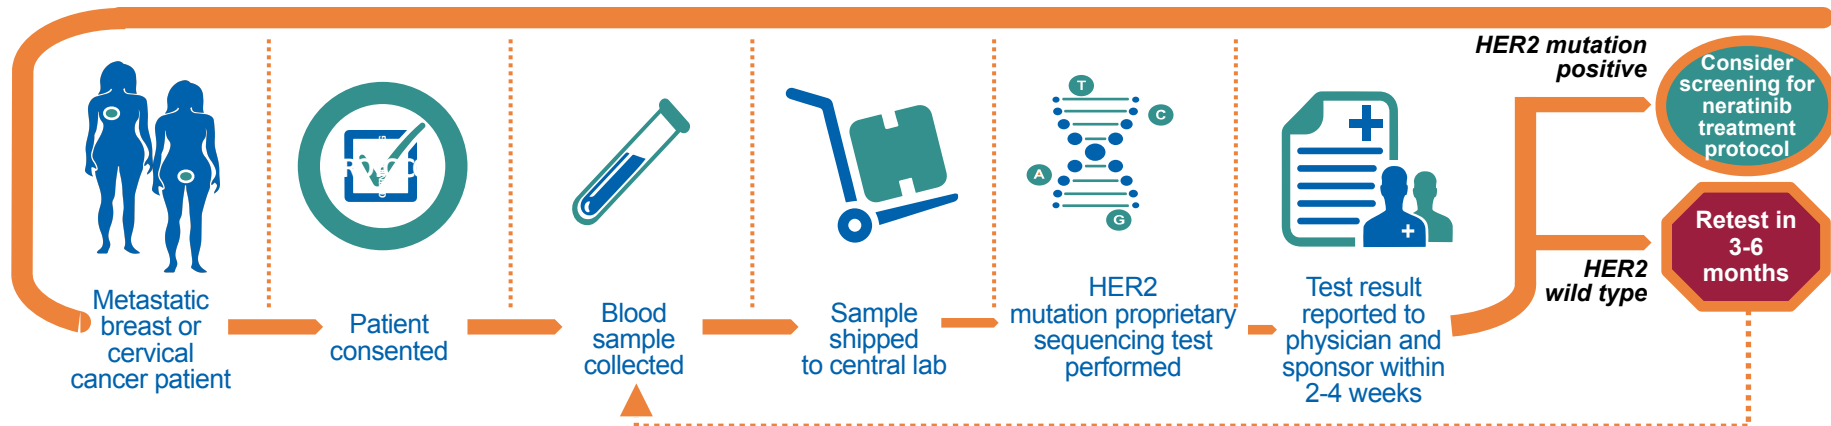 Metastatic
breast or
cervical
cancer patient
Patient
consented
Blood
sample
collected
Sample
shipped
to central lab
T
C
A
G
HER2
mutation proprietary
sequencing test
performed
Test result
reported to
physician and
sponsor within
2-4 weeks
HER2 mutation
positive
Consider
screening for
neratinib
treatment
protocol
HER2
wild type
Retest in
3-6
months